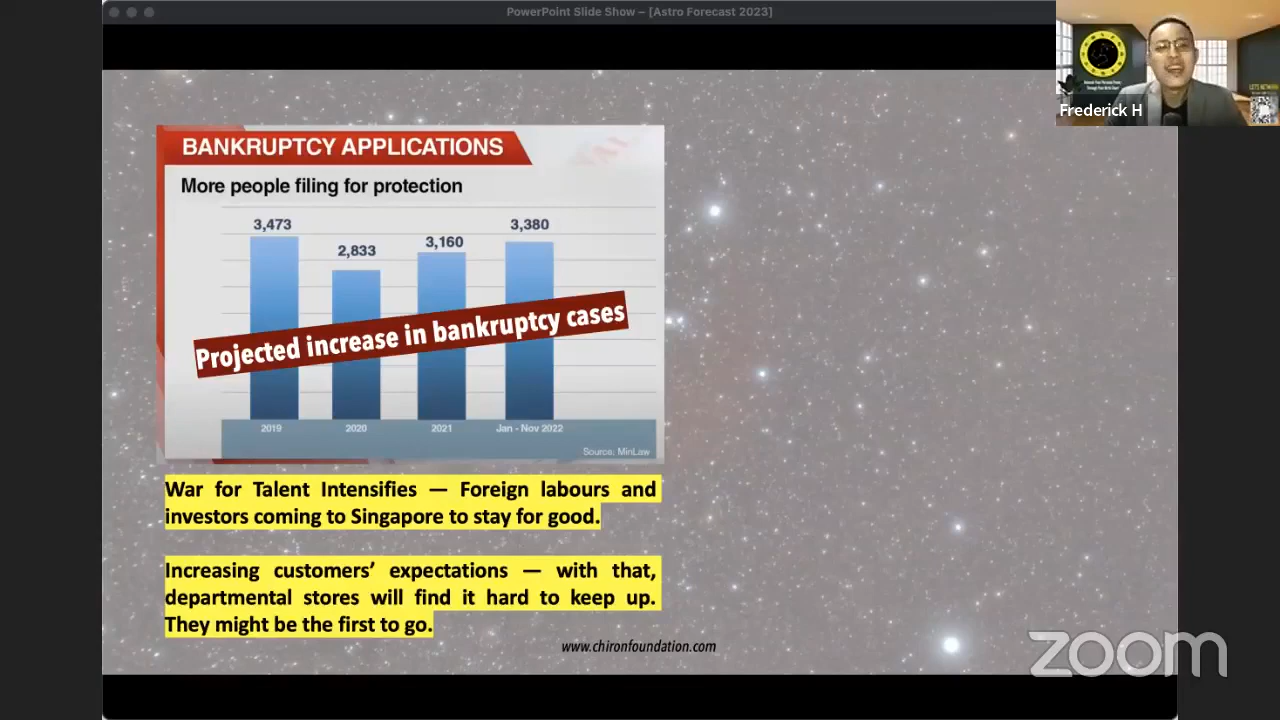 PowerPoint Slide Show – [Astro Forecast 2023]
Frederick H
BANKRUPTCY APPLICATIONS
More people filing for protection
3,473
2,833
3,160
3,380
Projected increase in bankruptcy cases
2019
2020
2021
Jan - Nov 2022
Source: MinLaw
War for Talent Intensifies — Foreign labours and
investors coming to Singapore to stay for good.
Increasing customers’ expectations — with that,
departmental stores will find it hard to keep up.
They might be the first to go.
www.chironfoundation.com
zoom